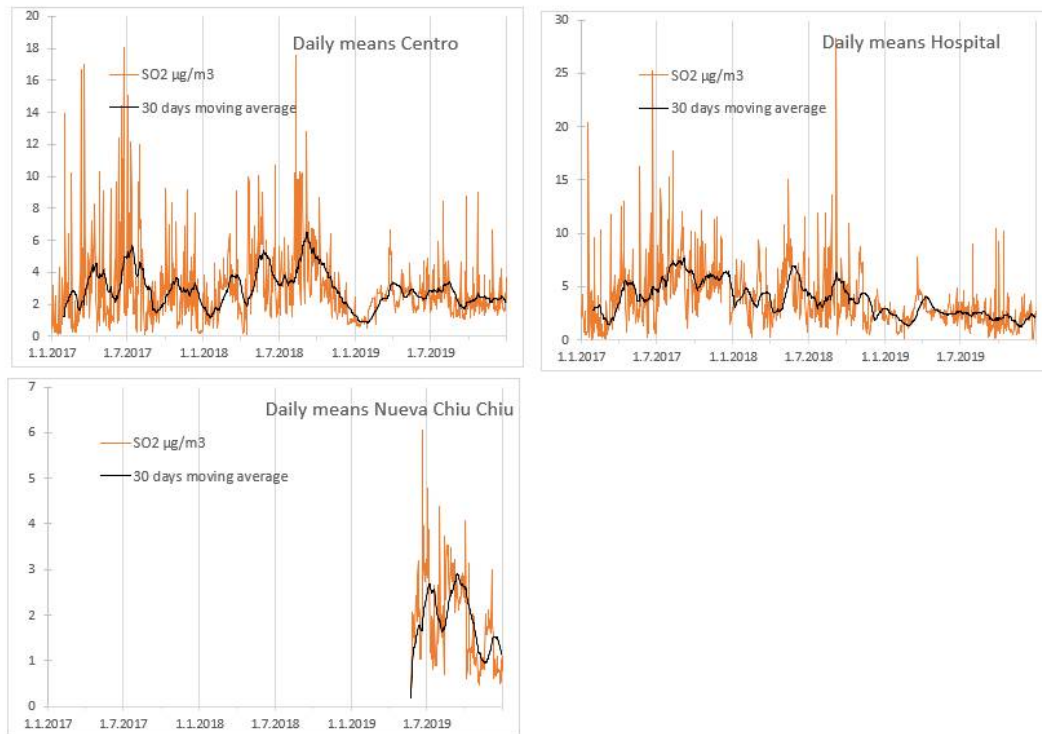 Daily means Centro
SO2 µg/m3
30 days moving average
20
18
16
14
12
10
8
6
4
2
0
1.1.2017 1.7.2017 1.1.2018 1.7.2018 1.1.2019 1.7.2019
Daily means Hospital
SO2 µg/m3
30 days moving average
30
25
20
15
10
5
0
1.1.2017 1.7.2017 1.1.2018 1.7.2018 1.1.2019 1.7.2019
Daily means Nueva Chiu Chiu
SO2 µg/m3
30 days moving average
7
6
5
4
3
2
1
0
1.1.2017 1.7.2017 1.1.2018 1.7.2018 1.1.2019 1.7.2019